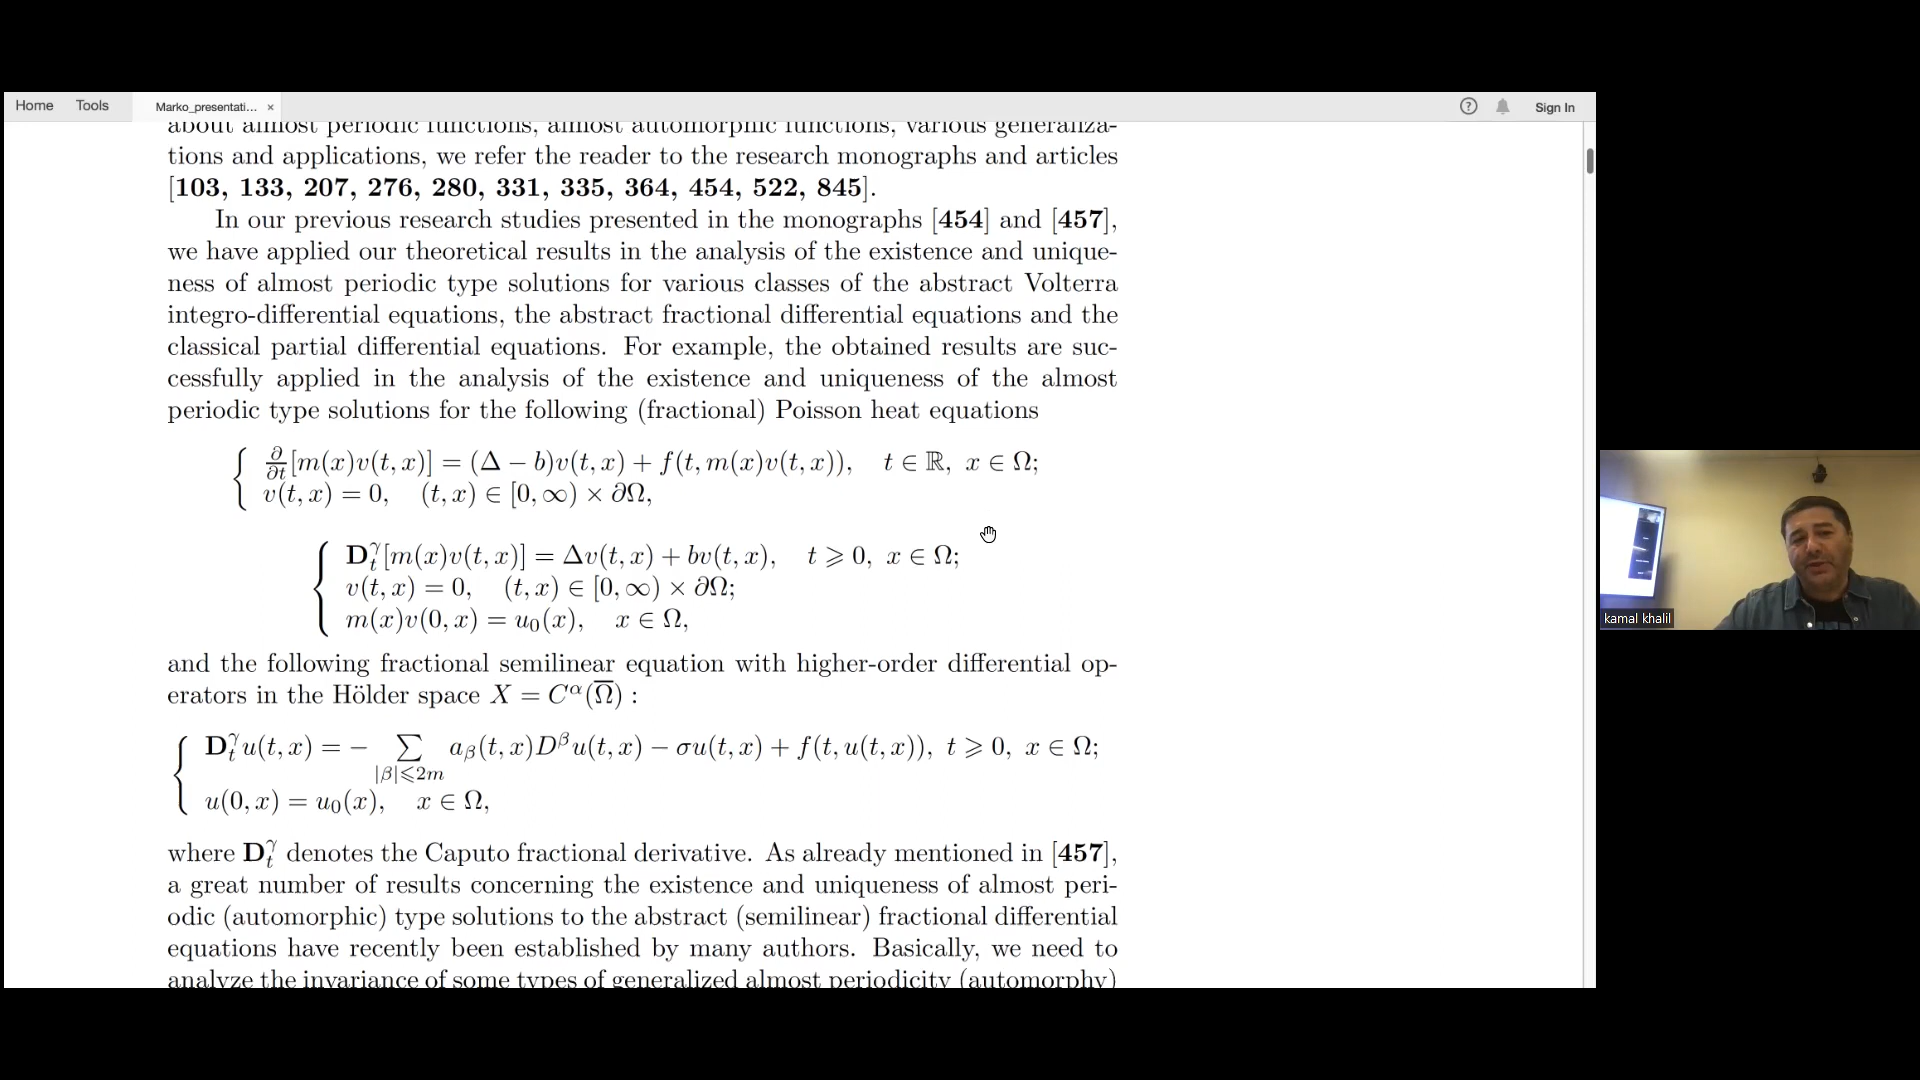 Home Tools Marko_presentati... × Sign In
about almost periodic functions, almost automorphic functions, various generaliza-
tions and applications, we refer the reader to the research monographs and articles
[103, 133, 207, 276, 280, 331, 335, 364, 454, 522, 845].
In our previous research studies presented in the monographs [454] and [457],
we have applied our theoretical results in the analysis of the existence and unique-
ness of almost periodic type solutions for various classes of the abstract Volterra
integro-differential equations, the abstract fractional differential equations and the
classical partial differential equations. For example, the obtained results are suc-
cessfully applied in the analysis of the existence and uniqueness of the almost
periodic type solutions for the following (fractional) Poisson heat equations
∂/∂t[m(x)v(t, x)] = (Δ − b)v(t, x) + f(t, m(x)v(t, x)), t ∈ ℝ, x ∈ Ω;
v(t, x) = 0, (t, x) ∈ [0, ∞) × ∂Ω,
𝐃ₜᵞ[m(x)v(t, x)] = Δv(t, x) + bv(t, x), t ⩾ 0, x ∈ Ω;
v(t, x) = 0, (t, x) ∈ [0, ∞) × ∂Ω;
m(x)v(0, x) = u₀(x), x ∈ Ω,
and the following fractional semilinear equation with higher-order differential op-
erators in the Hölder space X = Cᵅ(Ω̅) :
𝐃ₜᵞu(t, x) = − ∑ a_β(t, x)Dᵝu(t, x) − σu(t, x) + f(t, u(t, x)), t ⩾ 0, x ∈ Ω;
|β|⩽2m
u(0, x) = u₀(x), x ∈ Ω,
where 𝐃ₜᵞ denotes the Caputo fractional derivative. As already mentioned in [457],
a great number of results concerning the existence and uniqueness of almost peri-
odic (automorphic) type solutions to the abstract (semilinear) fractional differential
equations have recently been established by many authors. Basically, we need to
analyze the invariance of some types of generalized almost periodicity (automorphy)
kamal khalil